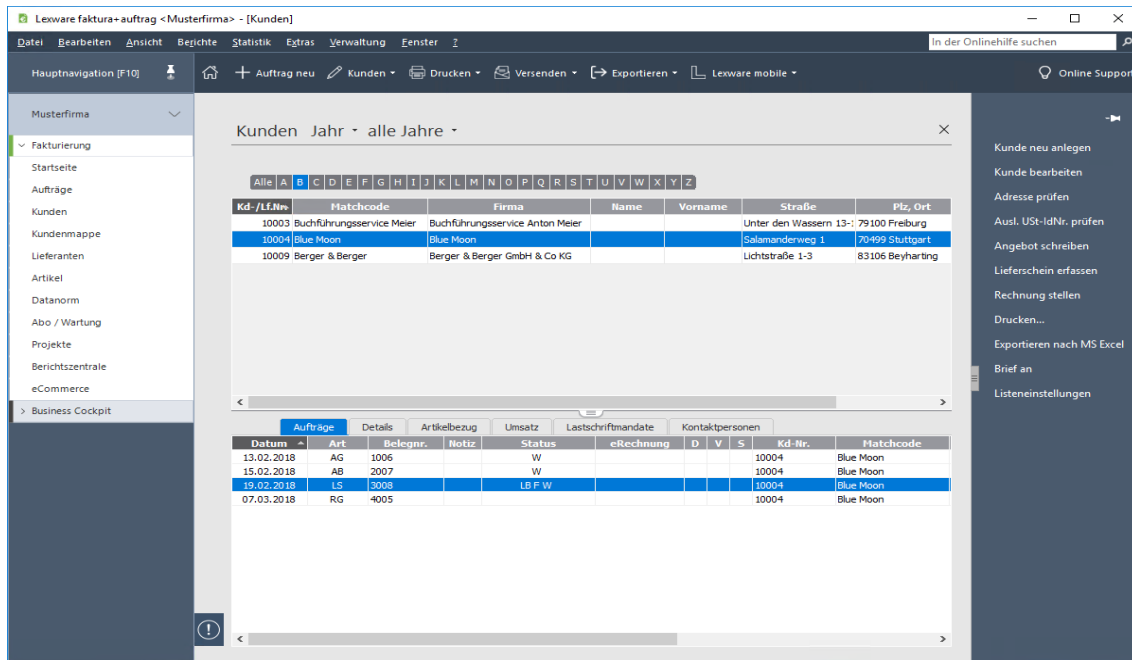 Lexware faktura+auftrag <Musterfirma> - [Kunden]
Datei Bearbeiten Ansicht Berichte Statistik Extras Verwaltung Fenster ? In der Onlinehilfe suchen
Hauptnavigation [F10] Auftrag neu Kunden Drucken Versenden Exportieren Lexware mobile Online Support
Musterfirma
Fakturierung
Startseite
Aufträge
Kunden
Kundenmappe
Lieferanten
Artikel
Datanorm
Abo / Wartung
Projekte
Berichtszentrale
eCommerce
Business Cockpit
Kunden Jahr alle Jahre
Alle A B C D E F G H I J K L M N O P Q R S T U V W X Y Z
Kd-/Lf.Nr. Matchcode Firma Name Vorname Straße Plz, Ort
10003 Buchführungsservice Meier Buchführungsservice Anton Meier Unter den Wassern 13-1 79100 Freiburg
10004 Blue Moon Blue Moon Salamanderweg 1 70499 Stuttgart
10009 Berger & Berger Berger & Berger GmbH & Co KG Lichtstraße 1-3 83106 Beyharting
Aufträge Details Artikelbezug Umsatz Lastschriftmandate Kontaktpersonen
Datum Art Belegnr. Notiz Status eRechnung D V S Kd-Nr. Matchcode
13.02.2018 AG 1006 W 10004 Blue Moon
15.02.2018 AB 2007 W 10004 Blue Moon
19.02.2018 LS 3008 LB F W 10004 Blue Moon
07.03.2018 RG 4005 10004 Blue Moon
Kunde neu anlegen
Kunde bearbeiten
Adresse prüfen
Ausl. USt-IdNr. prüfen
Angebot schreiben
Lieferschein erfassen
Rechnung stellen
Drucken...
Exportieren nach MS Excel
Brief an
Listeneinstellungen